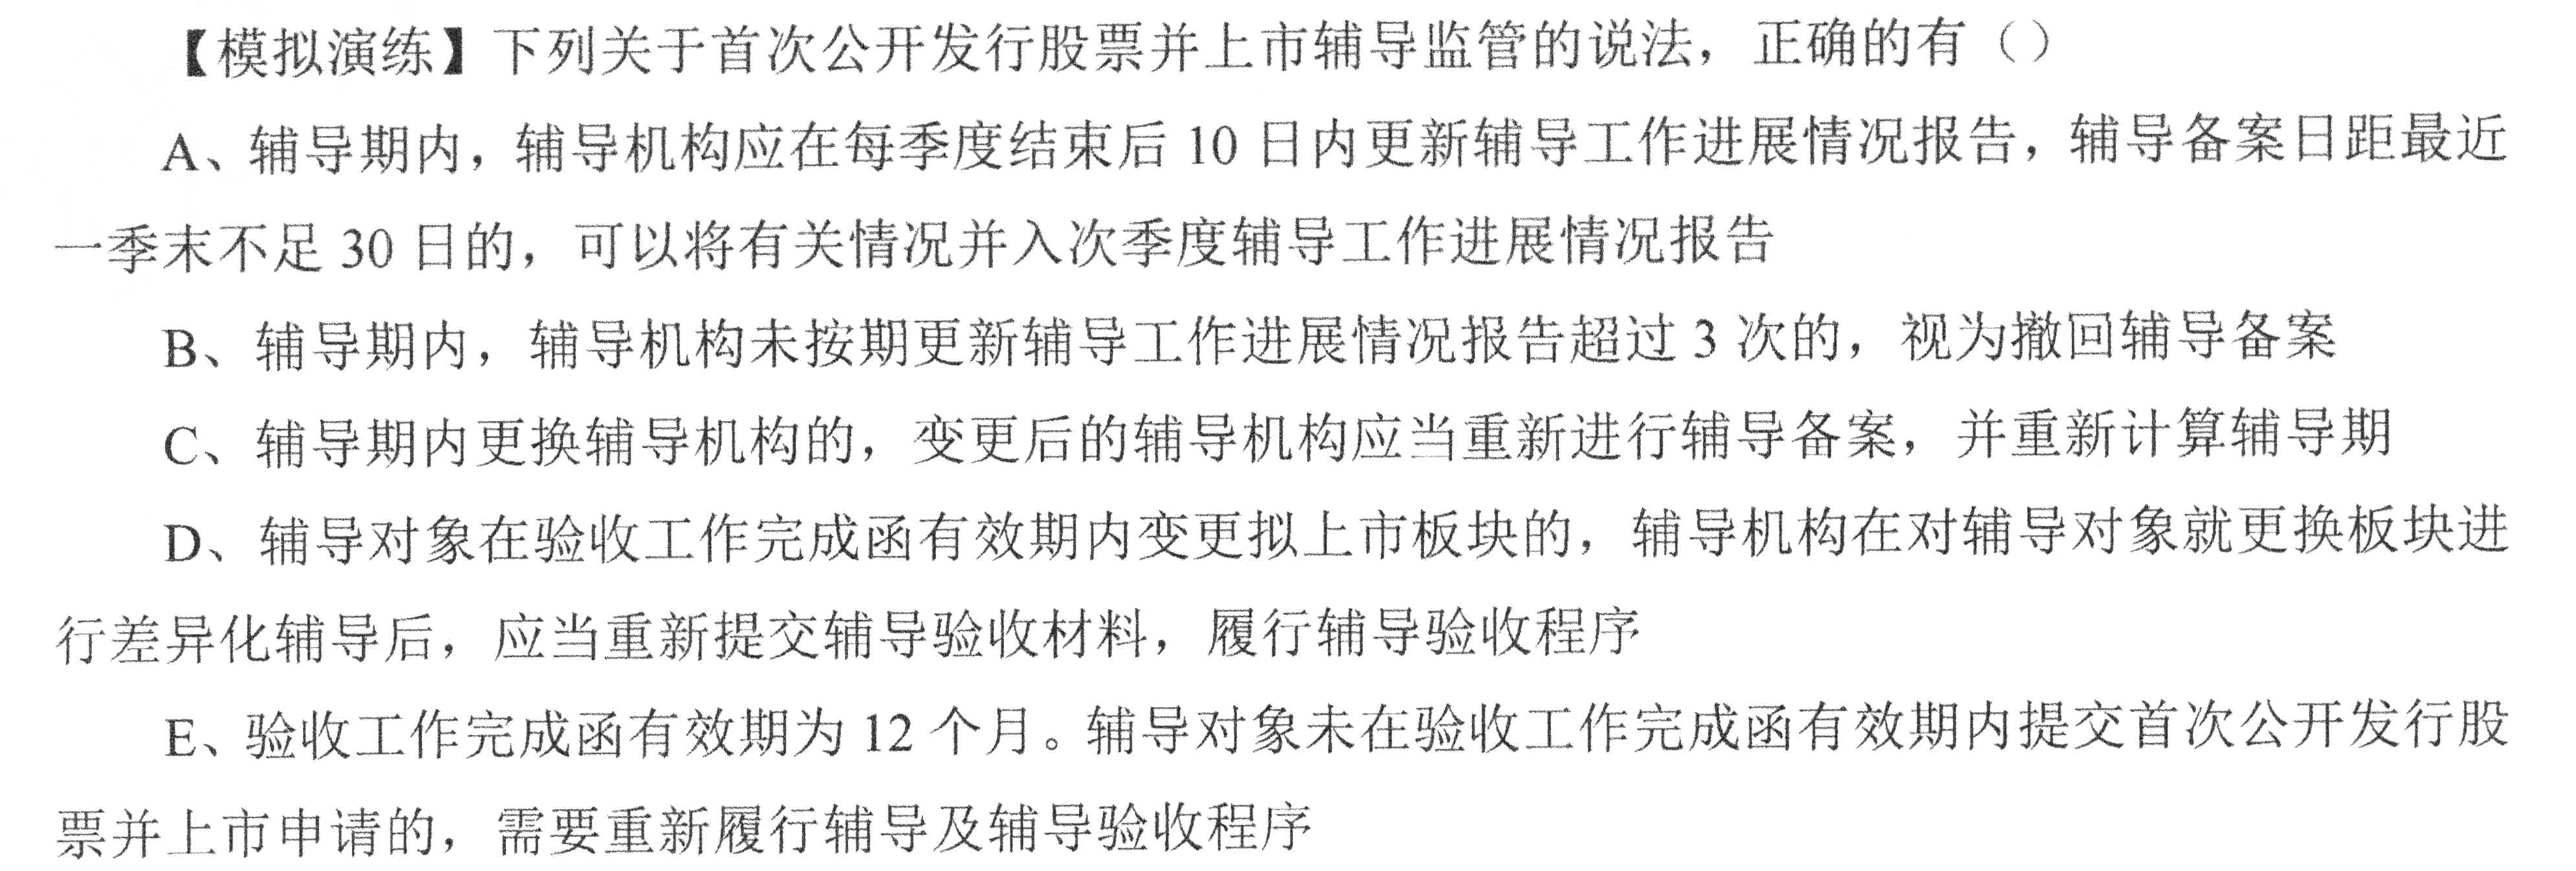 【模拟演练】下列关于首次公开发行股票并上市辅导监管的说法，正确的有（）
A、辅导期内，辅导机构应在每季度结束后 10 日内更新辅导工作进展情况报告，辅导备案日距最近
一季末不足 30 日的，可以将有关情况并入次季度辅导工作进展情况报告
B、辅导期内，辅导机构未按期更新辅导工作进展情况报告超过 3 次的，视为撤回辅导备案
C、辅导期内更换辅导机构的，变更后的辅导机构应当重新进行辅导备案，并重新计算辅导期
D、辅导对象在验收工作完成函有效期内变更拟上市板块的，辅导机构在对辅导对象就更换板块进
行差异化辅导后，应当重新提交辅导验收材料，履行辅导验收程序
E、验收工作完成函有效期为 12 个月。辅导对象未在验收工作完成函有效期内提交首次公开发行股
票并上市申请的，需要重新履行辅导及辅导验收程序